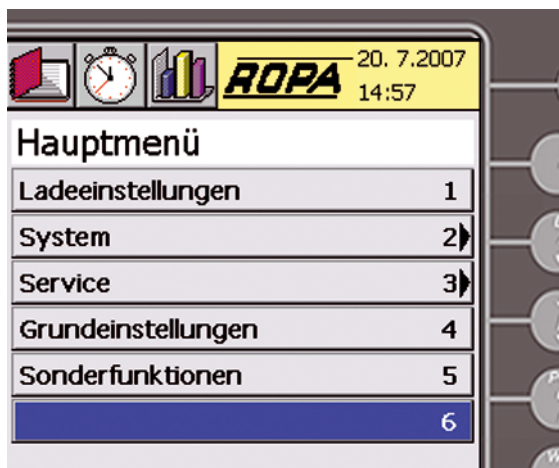 ROPA
20. 7.2007
14:57
Hauptmenü
Ladeeinstellungen 1
System 2
Service 3
Grundeinstellungen 4
Sonderfunktionen 5
6